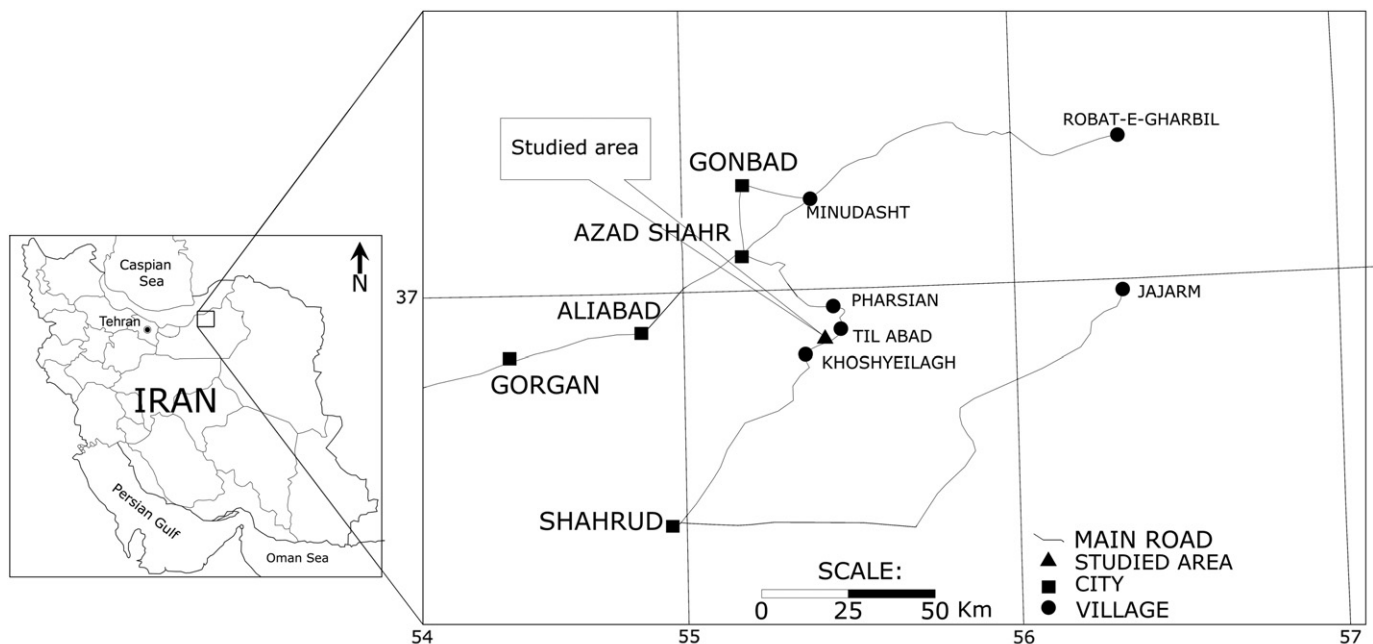 Caspian
Sea
N
Tehran
IRAN
Persian Gulf
Oman Sea
Studied area
ROBAT-E-GHARBIL
GONBAD
MINUDASHT
AZAD SHAHR
37
PHARSIAN
JAJARM
ALIABAD
TIL ABAD
KHOSHYEILAGH
GORGAN
SHAHRUD
SCALE:
0 25 50 Km
MAIN ROAD
STUDIED AREA
CITY
VILLAGE
54 55 56 57